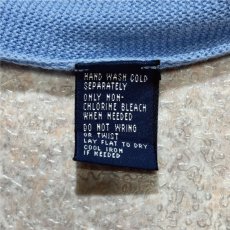 HAND WASH COLD
SEPARATELY
ONLY NON-
CHLORINE BLEACH
WHEN NEEDED
DO NOT WRING
OR TWIST
LAY FLAT TO DRY
COOL IRON
IF NEEDED